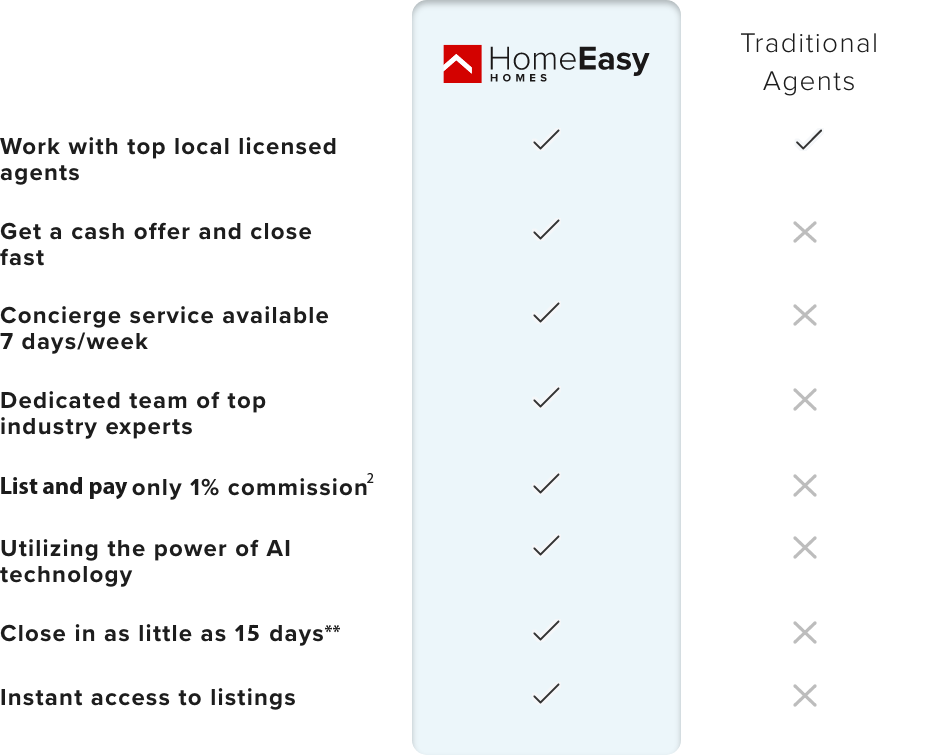 HomeEasy
HOMES
Traditional
Agents
Work with top local licensed
agents
Get a cash offer and close
fast
Concierge service available
7 days/week
Dedicated team of top
industry experts
List and pay only 1% commission²
Utilizing the power of AI
technology
Close in as little as 15 days**
Instant access to listings